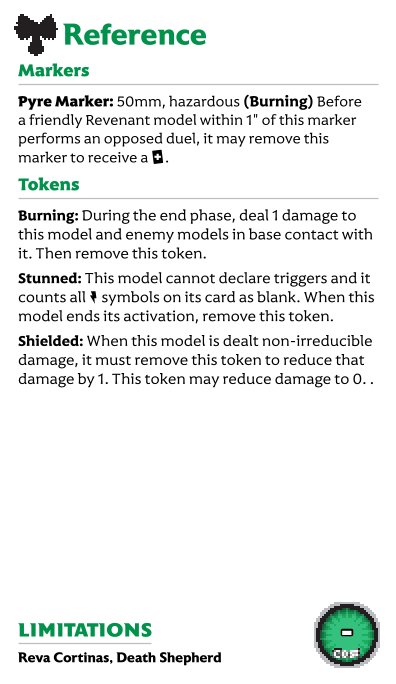 Reference
Markers
Pyre Marker: 50mm, hazardous (Burning) Before
a friendly Revenant model within 1" of this marker
performs an opposed duel, it may remove this
marker to receive a .
Tokens
Burning: During the end phase, deal 1 damage to
this model and enemy models in base contact with
it. Then remove this token.
Stunned: This model cannot declare triggers and it
counts all symbols on its card as blank. When this
model ends its activation, remove this token.
Shielded: When this model is dealt non-irreducible
damage, it must remove this token to reduce that
damage by 1. This token may reduce damage to 0. .
LIMITATIONS
Reva Cortinas, Death Shepherd
-